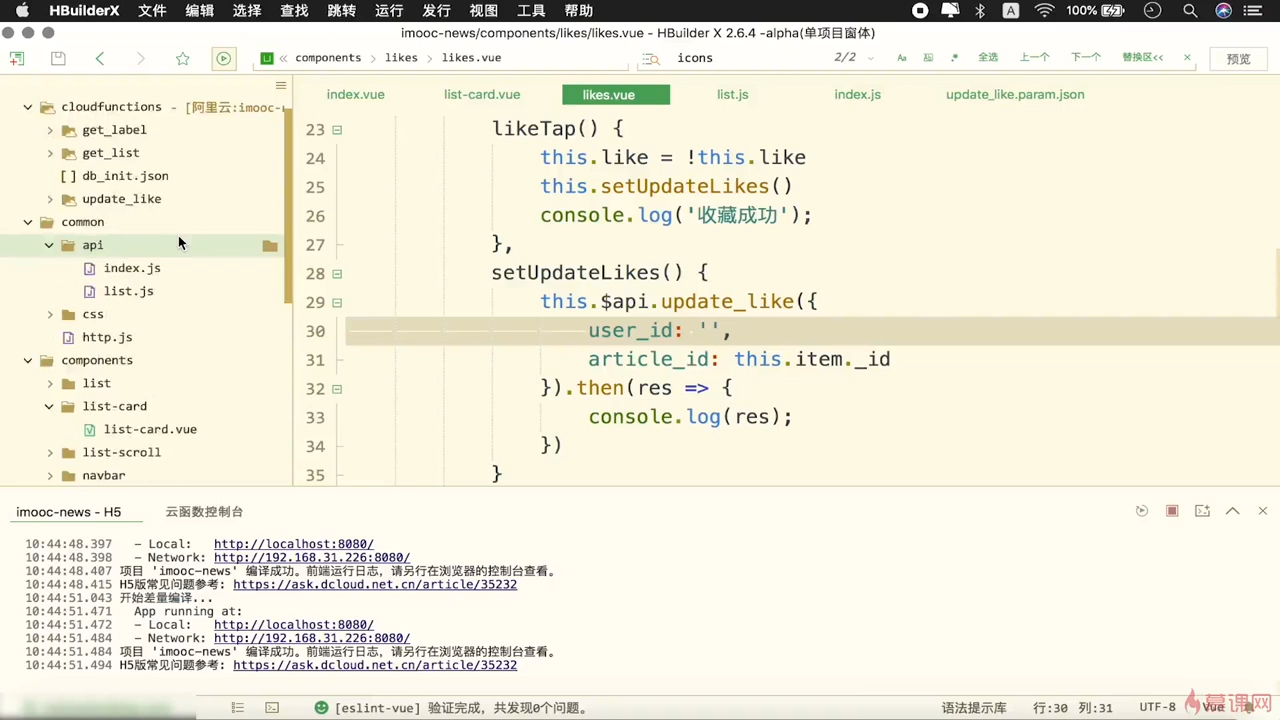 HBuilderX 文件 编辑 选择 查找 跳转 运行 发行 视图 工具 帮助 A 100%
imooc-news/components/likes/likes.vue - HBuilder X 2.6.4 -alpha(单项目窗体)
« components › likes › likes.vue icons 2/2 Aa 全选 上一个 下一个 替换区<< 预览
cloudfunctions - [阿里云:imooc-
get_label
get_list
[] db_init.json
update_like
common
api
index.js
list.js
css
http.js
components
list
list-card
list-card.vue
list-scroll
navbar
index.vue list-card.vue likes.vue list.js index.js update_like.param.json
23 likeTap() {
24 this.like = !this.like
25 this.setUpdateLikes()
26 console.log('收藏成功');
27 },
28 setUpdateLikes() {
29 this.$api.update_like({
30 user_id: '',
31 article_id: this.item._id
32 }).then(res => {
33 console.log(res);
34 })
35 }
imooc-news - H5 云函数控制台
10:44:48.397 - Local: http://localhost:8080/
10:44:48.398 - Network: http://192.168.31.226:8080/
10:44:48.407 项目 'imooc-news' 编译成功。前端运行日志，请另行在浏览器的控制台查看。
10:44:48.415 H5版常见问题参考: https://ask.dcloud.net.cn/article/35232
10:44:51.043 开始差量编译...
10:44:51.471 App running at:
10:44:51.472 - Local: http://localhost:8080/
10:44:51.484 - Network: http://192.168.31.226:8080/
10:44:51.484 项目 'imooc-news' 编译成功。前端运行日志，请另行在浏览器的控制台查看。
10:44:51.494 H5版常见问题参考: https://ask.dcloud.net.cn/article/35232
[eslint-vue] 验证完成，共发现0个问题。 语法提示库 行:30 列:31 UTF-8 Vue
慕课网